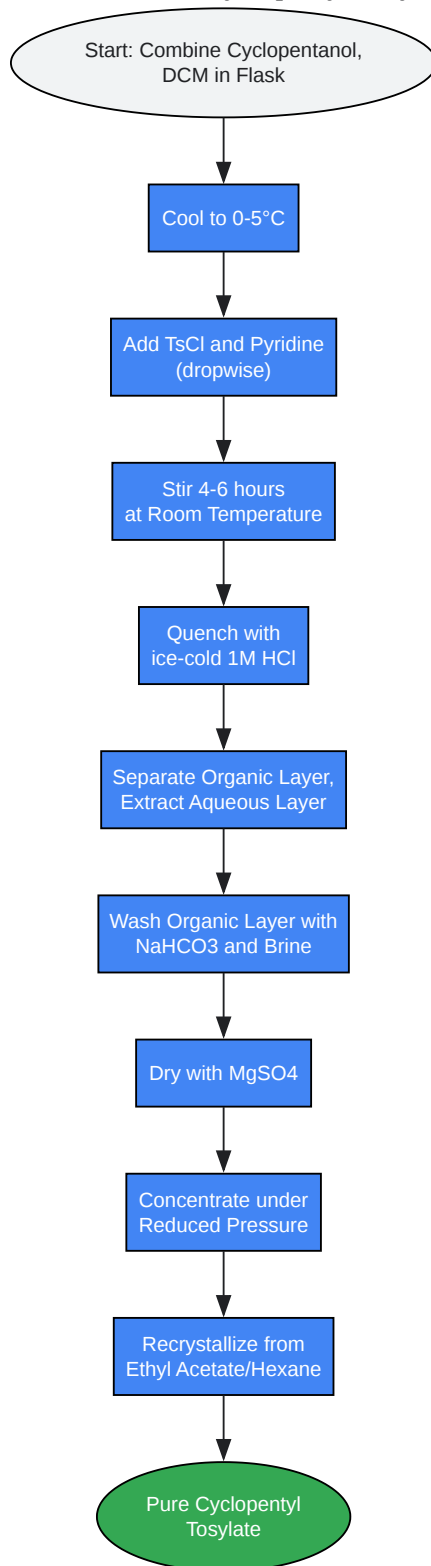 Start: Combine Cyclopentanol,
DCM in Flask
Cool to 0-5°C
Add TsCl and Pyridine
(dropwise)
Stir 4-6 hours
at Room Temperature
Quench with
ice-cold 1M HCl
Separate Organic Layer,
Extract Aqueous Layer
Wash Organic Layer with
NaHCO3 and Brine
Dry with MgSO4
Concentrate under
Reduced Pressure
Recrystallize from
Ethyl Acetate/Hexane
Pure Cyclopentyl
Tosylate